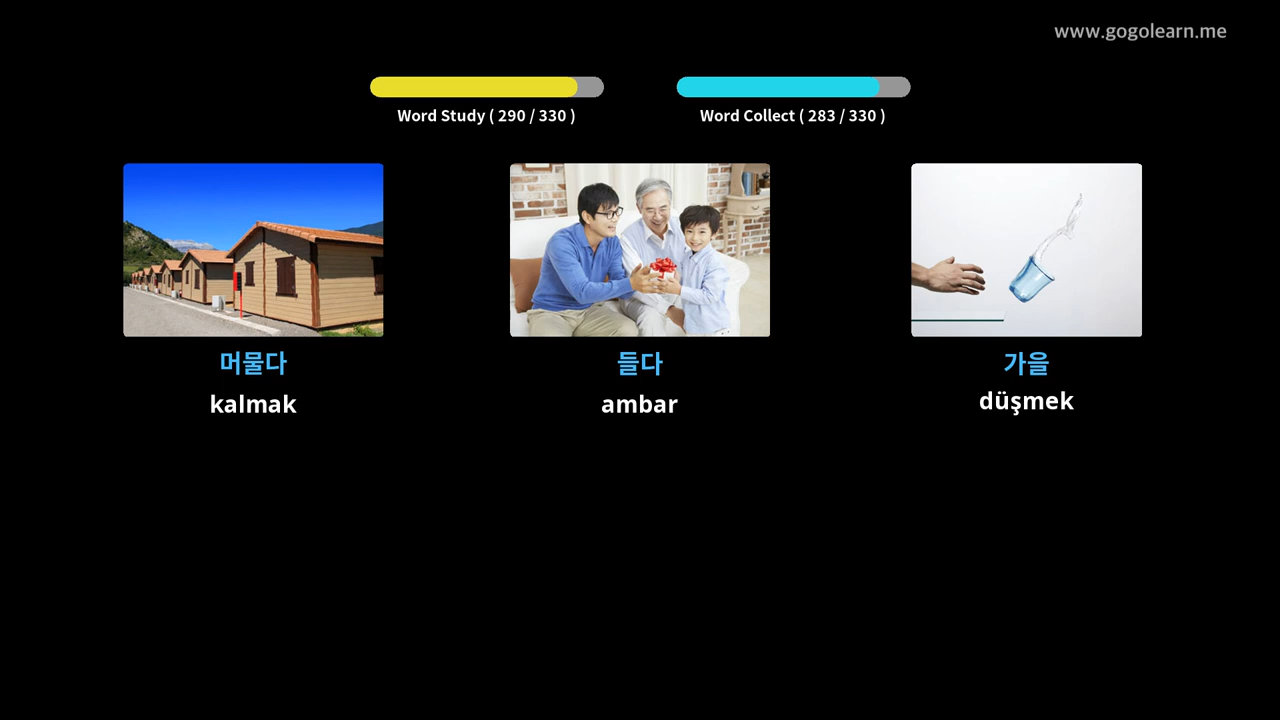 www.gogolearn.me
Word Study ( 290 / 330 )
Word Collect ( 283 / 330 )
머물다
들다
가을
kalmak
ambar
düşmek